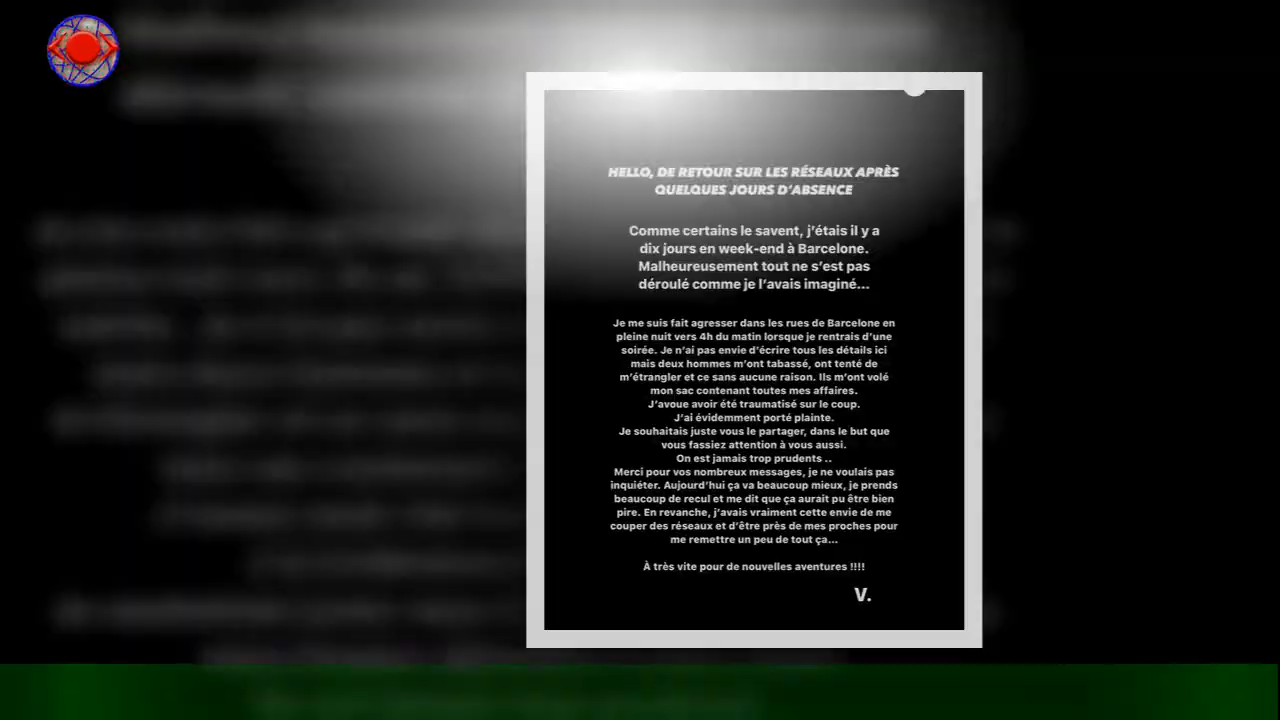 HELLO, DE RETOUR SUR LES RÉSEAUX APRÈS
QUELQUES JOURS D'ABSENCE
Comme certains le savent, j'étais il y a
dix jours en week-end à Barcelone.
Malheureusement tout ne s'est pas
déroulé comme je l'avais imaginé...
Je me suis fait agresser dans les rues de Barcelone en
pleine nuit vers 4h du matin lorsque je rentrais d'une
soirée. Je n'ai pas envie d'écrire tous les détails ici
mais deux hommes m'ont tabassé, ont tenté de
m'étrangler et ce sans aucune raison. Ils m'ont volé
mon sac contenant toutes mes affaires.
J'avoue avoir été traumatisé sur le coup.
J'ai évidemment porté plainte.
Je souhaitais juste vous le partager, dans le but que
vous fassiez attention à vous aussi.
On est jamais trop prudents ..
Merci pour vos nombreux messages, je ne voulais pas
inquiéter. Aujourd'hui ça va beaucoup mieux, je prends
beaucoup de recul et me dit que ça aurait pu être bien
pire. En revanche, j'avais vraiment cette envie de me
couper des réseaux et d'être près de mes proches pour
me remettre un peu de tout ça...
À très vite pour de nouvelles aventures !!!!
V.